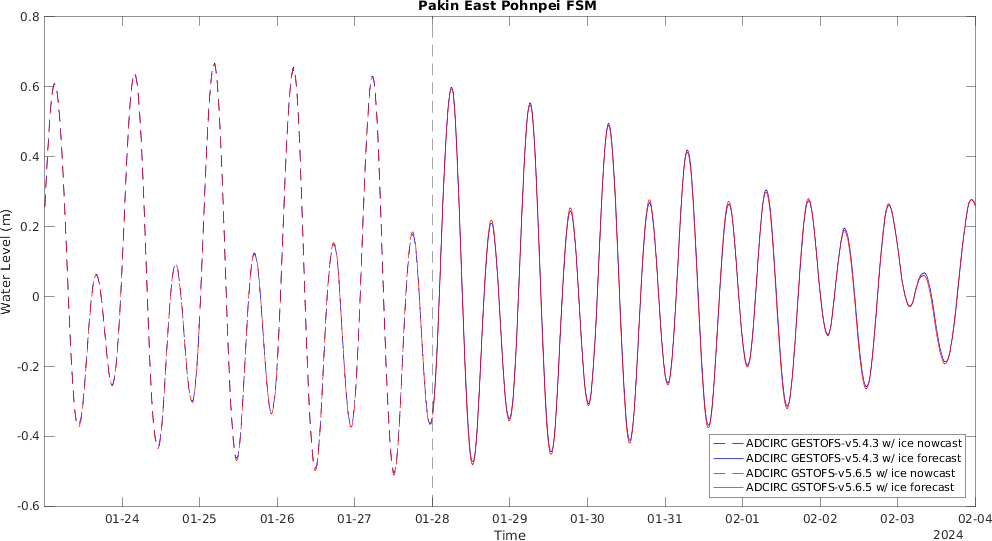 Pakin East Pohnpei FSM
Water Level (m)
0.8
0.6
0.4
0.2
0
-0.2
-0.4
-0.6
ADCIRC GESTOFS-v5.4.3 w/ ice nowcast
ADCIRC GESTOFS-v5.4.3 w/ ice forecast
ADCIRC GSTOFS-v5.6.5 w/ ice nowcast
ADCIRC GSTOFS-v5.6.5 w/ ice forecast
01-24 01-25 01-26 01-27 01-28 01-29 01-30 01-31 02-01 02-02 02-03 02-04
Time
2024